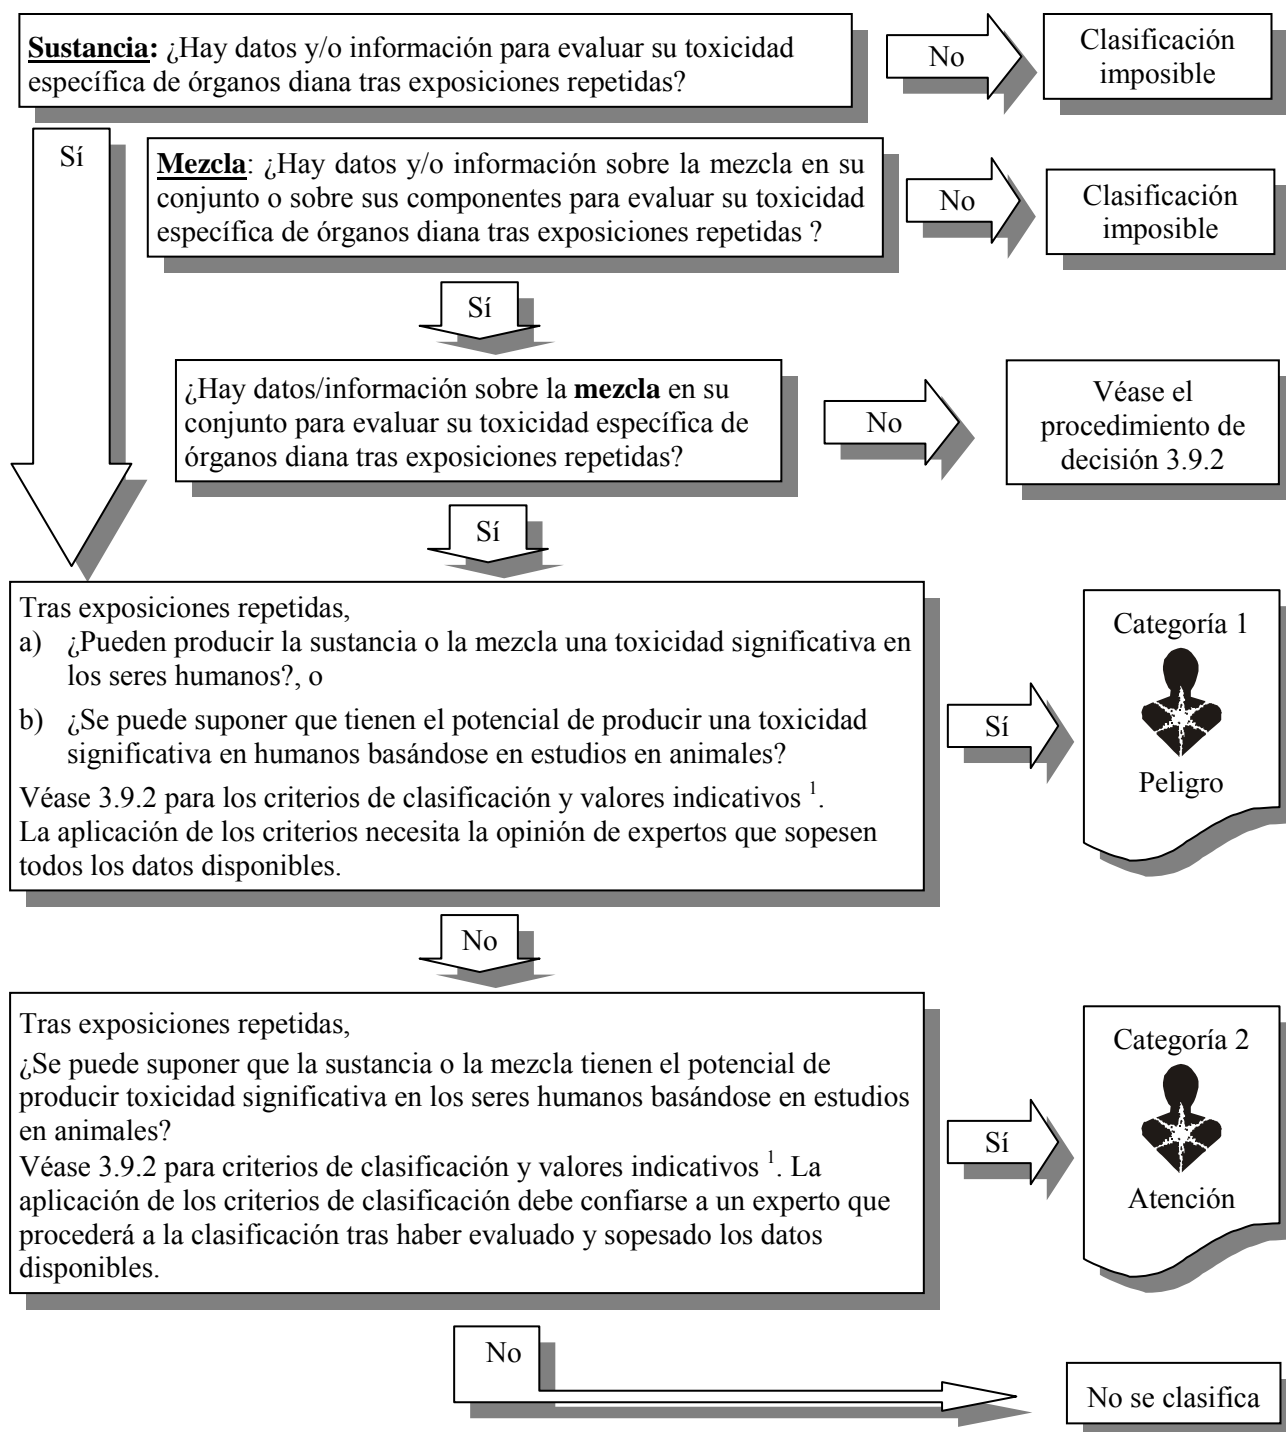 Sustancia: ¿Hay datos y/o información para evaluar su toxicidad
específica de órganos diana tras exposiciones repetidas?
No
Clasificación
imposible
Sí
Mezcla: ¿Hay datos y/o información sobre la mezcla en su
conjunto o sobre sus componentes para evaluar su toxicidad
específica de órganos diana tras exposiciones repetidas ?
No
Clasificación
imposible
Sí
¿Hay datos/información sobre la mezcla en su
conjunto para evaluar su toxicidad específica de
órganos diana tras exposiciones repetidas?
No
Véase el
procedimiento de
decisión 3.9.2
Sí
Tras exposiciones repetidas,
a) ¿Pueden producir la sustancia o la mezcla una toxicidad significativa en
los seres humanos?, o
b) ¿Se puede suponer que tienen el potencial de producir una toxicidad
significativa en humanos basándose en estudios en animales?
Véase 3.9.2 para los criterios de clasificación y valores indicativos 1.
La aplicación de los criterios necesita la opinión de expertos que sopesen
todos los datos disponibles.
Sí
Categoría 1
Peligro
No
Tras exposiciones repetidas,
¿Se puede suponer que la sustancia o la mezcla tienen el potencial de
producir toxicidad significativa en los seres humanos basándose en estudios
en animales?
Véase 3.9.2 para criterios de clasificación y valores indicativos 1. La
aplicación de los criterios de clasificación debe confiarse a un experto que
procederá a la clasificación tras haber evaluado y sopesado los datos
disponibles.
Sí
Categoría 2
Atención
No
No se clasifica